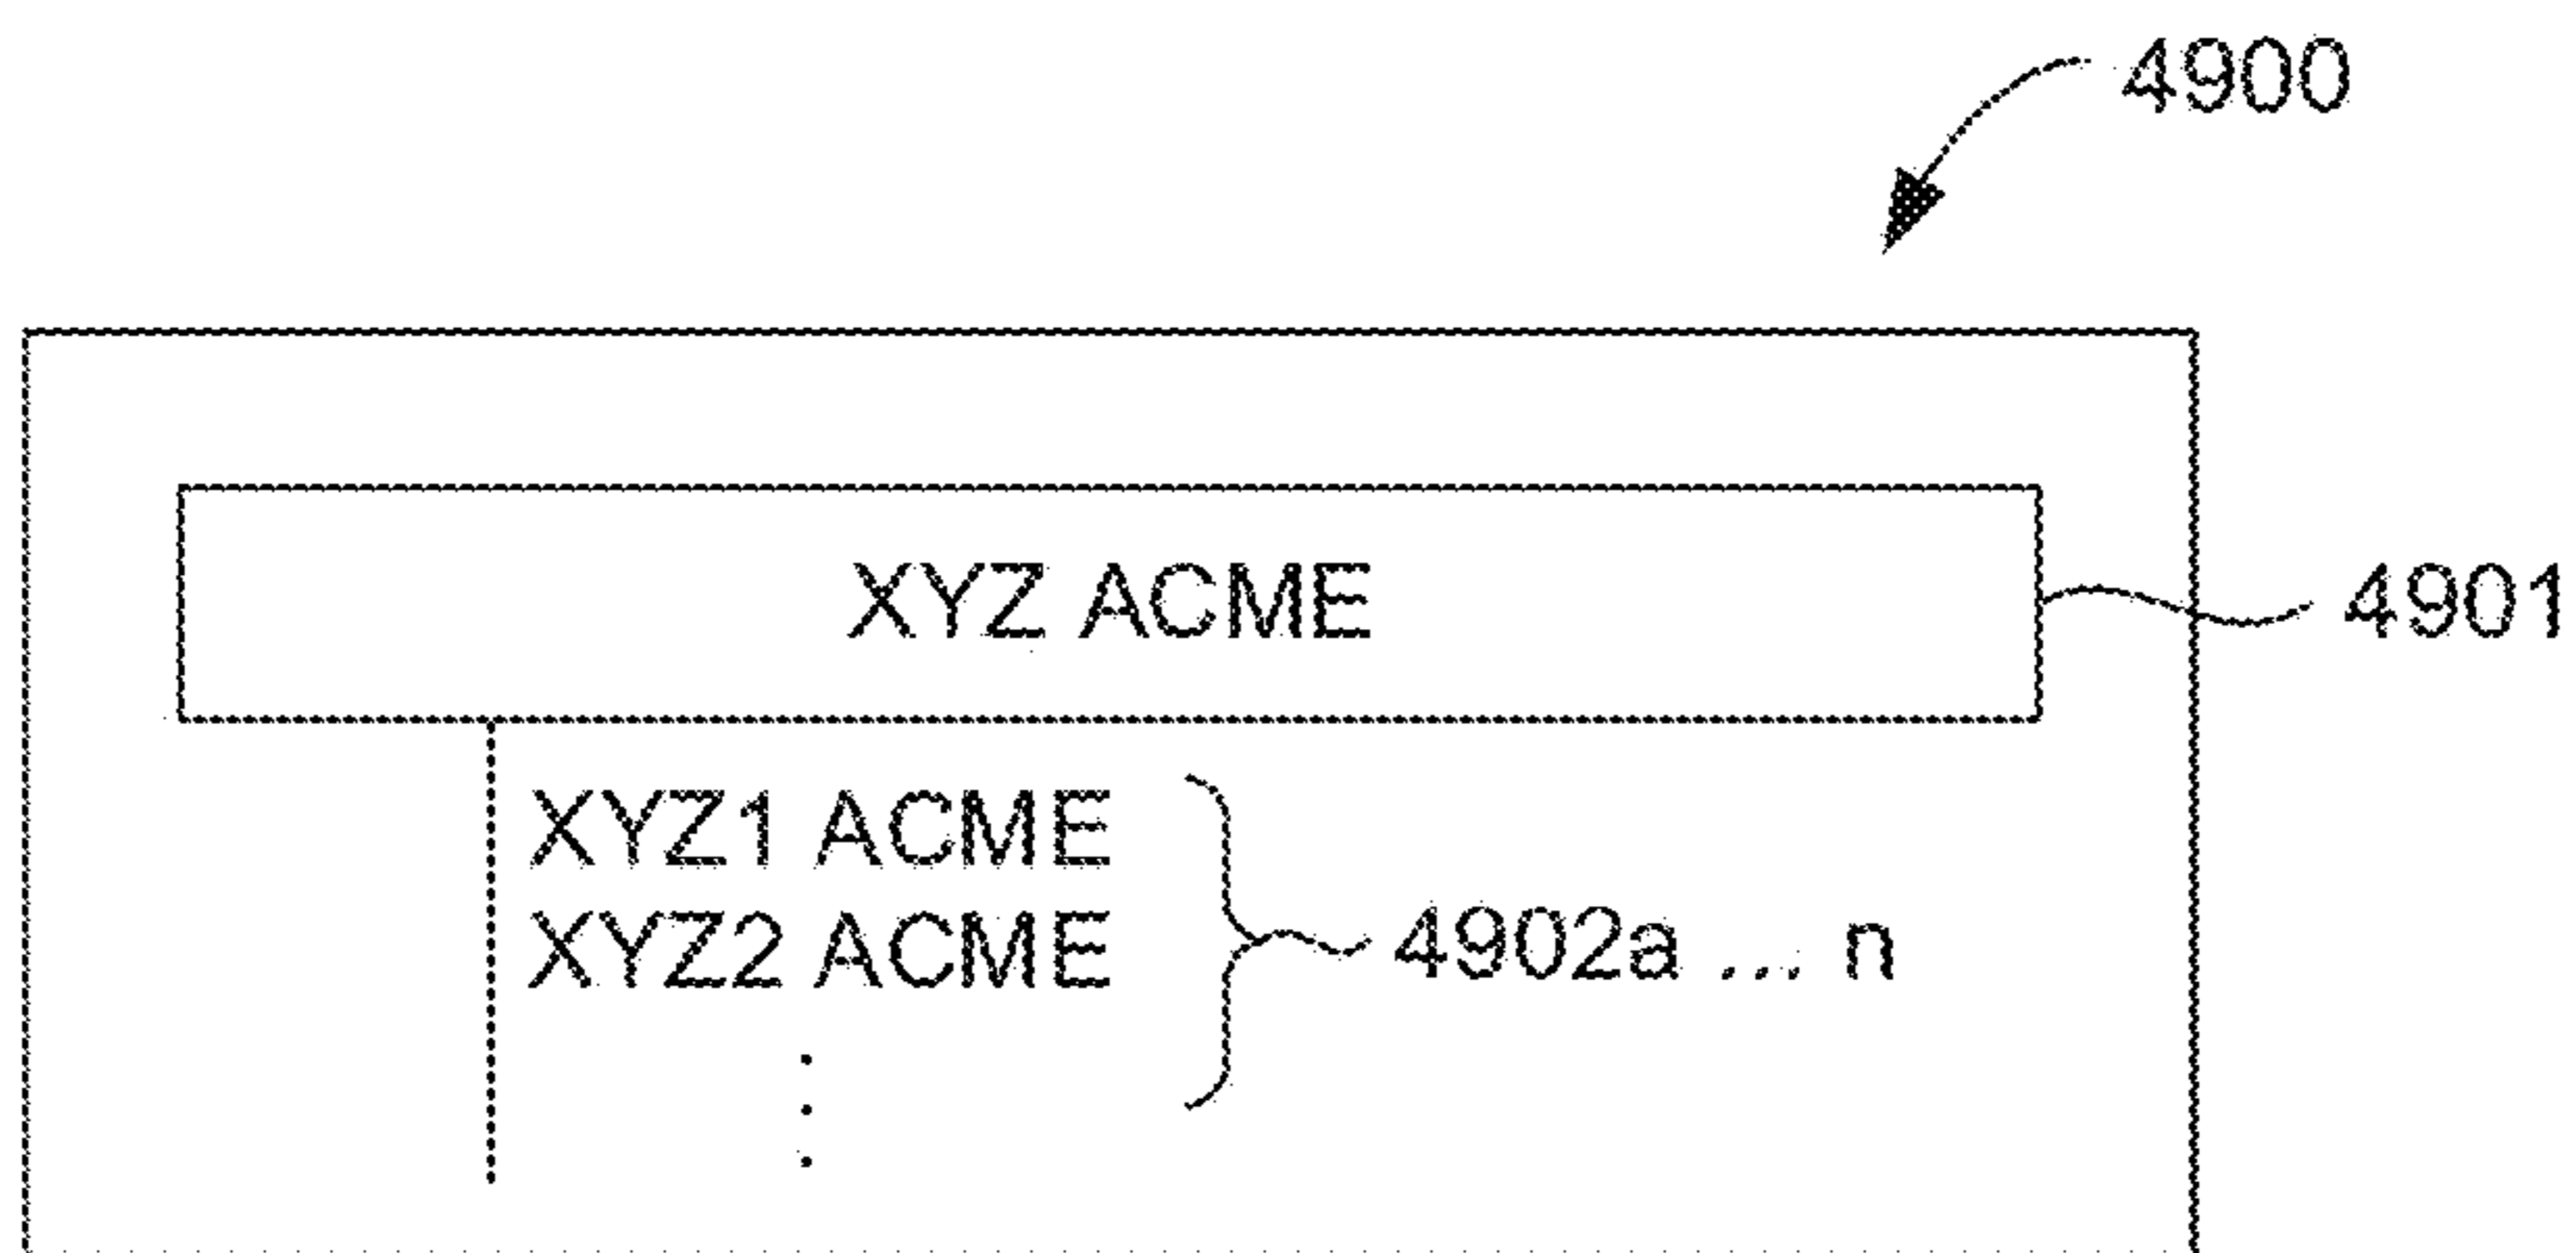 4900
XYZ ACME
4901
XYZ1 ACME
XYZ2 ACME
4902a ... n